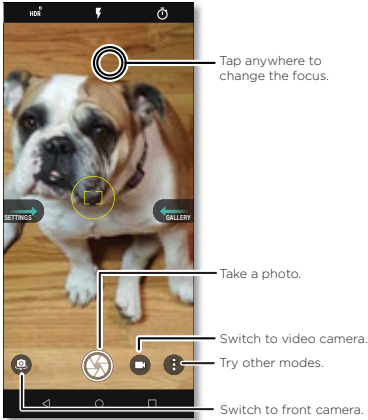 HDR
Tap anywhere to
change the focus.
SETTINGS
GALLERY
Take a photo.
Switch to video camera.
Try other modes.
Switch to front camera.